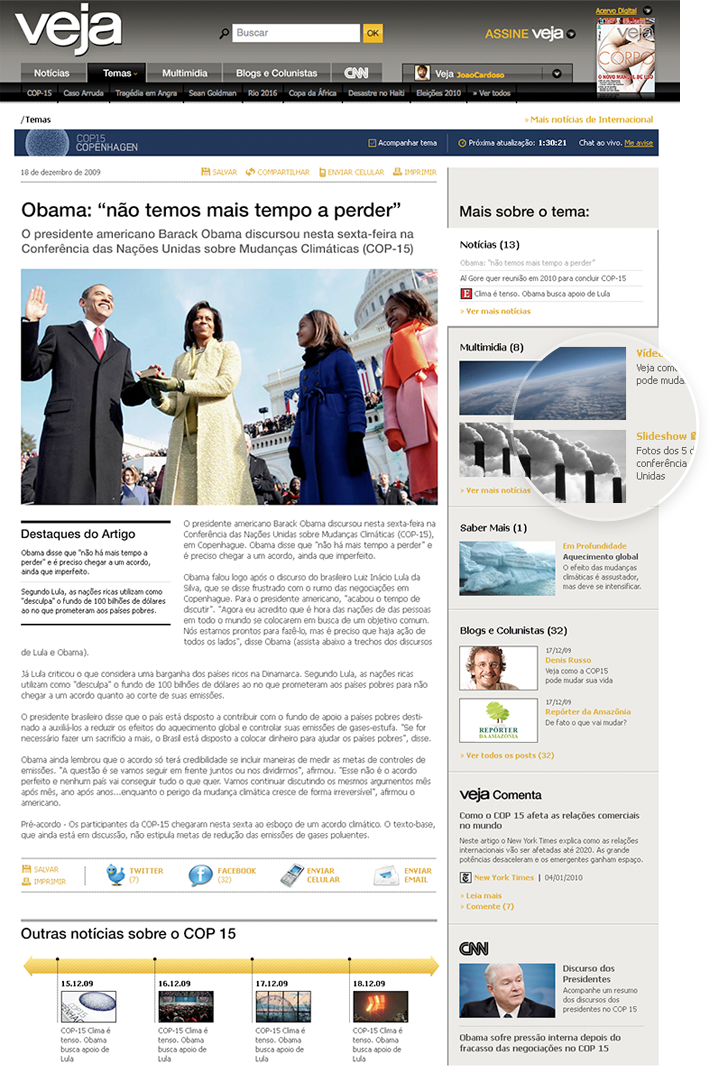 veja
Buscar
OK
ASSINE veja
Acervo Digital
veja
CORPO
O NOVO MANUAL DE USO
Notícias
Temas
Multimidia
Blogs e Colunistas
CNN
Veja JoaoCardoso
COP-15
Caso Arruda
Tragédia em Angra
Sean Goldman
Rio 2016
Copa da África
Desastre no Haiti
Eleições 2010
» Ver todos
/Temas
» Mais notícias de Internacional
COP15
COPENHAGEN
Acompanhar tema
Próxima atualização: 1:30:21
Chat ao vivo. Me avise
18 de dezembro de 2009
SALVAR
COMPARTILHAR
ENVIAR CELULAR
IMPRIMIR
Obama: “não temos mais tempo a perder”
O presidente americano Barack Obama discursou nesta sexta-feira na
Conferência das Nações Unidas sobre Mudanças Climáticas (COP-15)
Destaques do Artigo
Obama disse que "não há mais tempo a
perder" e é preciso chegar a um acordo,
ainda que imperfeito.
Segundo Lula, as nações ricas utilizam como
"desculpa" o fundo de 100 bilhões de dólares
ao no que prometeram aos países pobres.
O presidente americano Barack Obama discursou nesta sexta-feira na
Conferência das Nações Unidas sobre Mudanças Climáticas (COP-15),
em Copenhague. Obama disse que "não há mais tempo a perder" e
é preciso chegar a um acordo, ainda que imperfeito.
Obama falou logo após o discurso do brasileiro Luiz Inácio Lula da
Silva, que se disse frustrado com o rumo das negociações em
Copenhague. Para o presidente americano, "acabou o tempo de
discutir". "Agora eu acredito que é hora das nações de das pessoas
em todo o mundo se colocarem em busca de um objetivo comum.
Nós estamos prontos para fazê-lo, mas é preciso que haja ação de
todos os lados", disse Obama (assista abaixo a trechos dos discursos
de Lula e Obama).
Já Lula criticou o que considera uma barganha dos países ricos na Dinamarca. Segundo Lula, as nações ricas
utilizam como "desculpa" o fundo de 100 bilhões de dólares ao no que prometeram aos países pobres para não
chegar a um acordo quanto ao corte de suas emissões.
O presidente brasileiro disse que o país está disposto a contribuir com o fundo de apoio a países pobres desti-
nado a auxiliá-los a reduzir os efeitos do aquecimento global e controlar suas emissões de gases-estufa. "Se for
necessário fazer um sacrifício a mais, o Brasil está disposto a colocar dinheiro para ajudar os países pobres", disse.
Obama ainda lembrou que o acordo só terá credibilidade se incluir maneiras de medir as metas de controles de
emissões. "A questão é se vamos seguir em frente juntos ou nos dividirmos", afirmou. "Esse não é o acordo
perfeito e nenhum país vai conseguir tudo o que quer. Vamos continuar discutindo os mesmos argumentos mês
após mês, ano após anos...enquanto o perigo da mudança climática cresce de forma irreversível", afirmou o
americano.
Pré-acordo - Os participantes da COP-15 chegaram nesta sexta ao esboço de um acordo climático. O texto-base,
que ainda está em discussão, não estipula metas de redução das emissões de gases poluentes.
SALVAR
IMPRIMIR
TWITTER
(7)
FACEBOOK
(32)
ENVIAR
CELULAR
ENVIAR
EMAIL
Outras notícias sobre o COP 15
15.12.09
COP-15 Clima é
tenso. Obama
busca apoio de
Lula
16.12.09
COP-15 Clima é
tenso. Obama
busca apoio de
Lula
17.12.09
COP-15 Clima é
tenso. Obama
busca apoio de
Lula
18.12.09
COP-15 Clima é
tenso. Obama
busca apoio de
Lula
Mais sobre o tema:
Notícias (13)
Obama: "não temos mais tempo a perder"
Al Gore quer reunião em 2010 para concluir COP-15
E Clima é tenso. Obama busca apoio de Lula
» Ver mais notícias
Multimidia (8)
Vídeo
Veja com
pode muda
Slideshow
Fotos dos 5 d
conferência
Unidas
» Ver mais notícias
Saber Mais (1)
Em Profundidade
Aquecimento global
O efeito das mudanças
climáticas é assustador,
mas deve se intensificar.
Blogs e Colunistas (32)
17/12/09
Denis Russo
Veja como a COP15
pode mudar sua vida
REPÓRTER
DA AMAZÔNIA
17/12/09
Repórter da Amazônia
De fato o que vai mudar?
» Ver todos os posts (32)
veja Comenta
Como o COP 15 afeta as relações comerciais
no mundo
Neste artigo o New York Times explica como as relações
internacionais vão ser afetadas até 2020. As grande
potências desaceleram e os emergentes ganham espaço.
New York Times | 04/01/2010
» Leia mais
» Comente (7)
CNN
Discurso dos
Presidentes
Acompanhe um resumo
dos discursos dos
presidentes no COP 15
Obama sofre pressão interna depois do
fracasso das negociações no COP 15